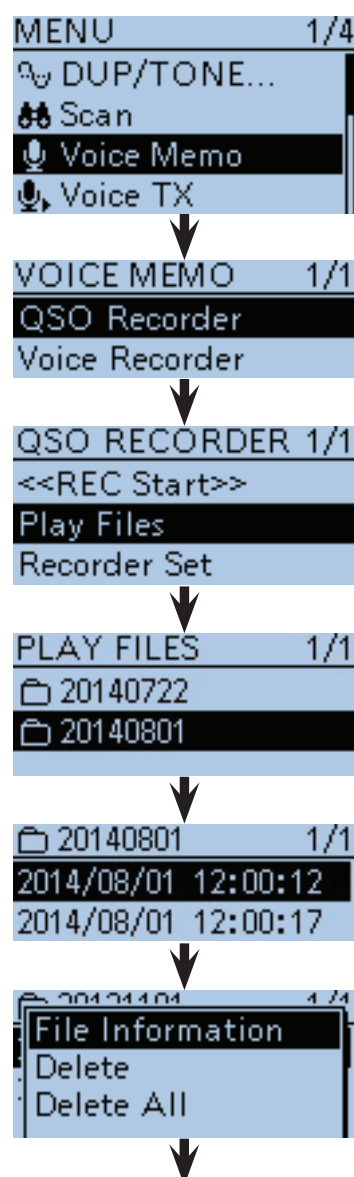 MENU 1/4
DUP/TONE...
Scan
Voice Memo
Voice TX
VOICE MEMO 1/1
QSO Recorder
Voice Recorder
QSO RECORDER 1/1
<<REC Start>>
Play Files
Recorder Set
PLAY FILES 1/1
20140722
20140801
20140801 1/1
2014/08/01 12:00:12
2014/08/01 12:00:17
File Information
Delete
Delete All